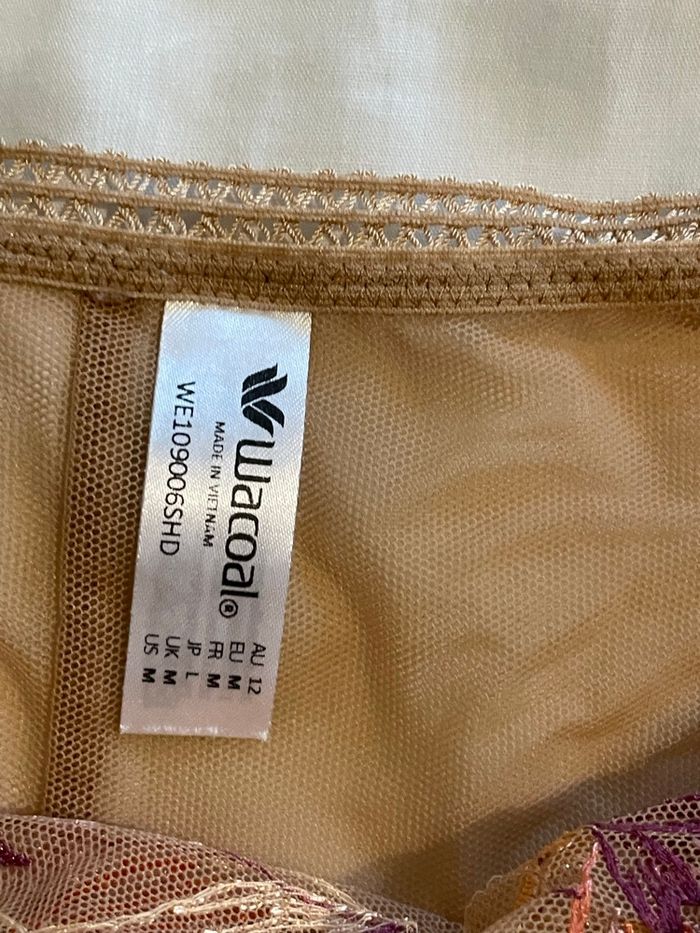 wacoal®
MADE IN VIETNAM
WE109006SHD
AU 12
EU M
FR M
JP L
UK M
US M